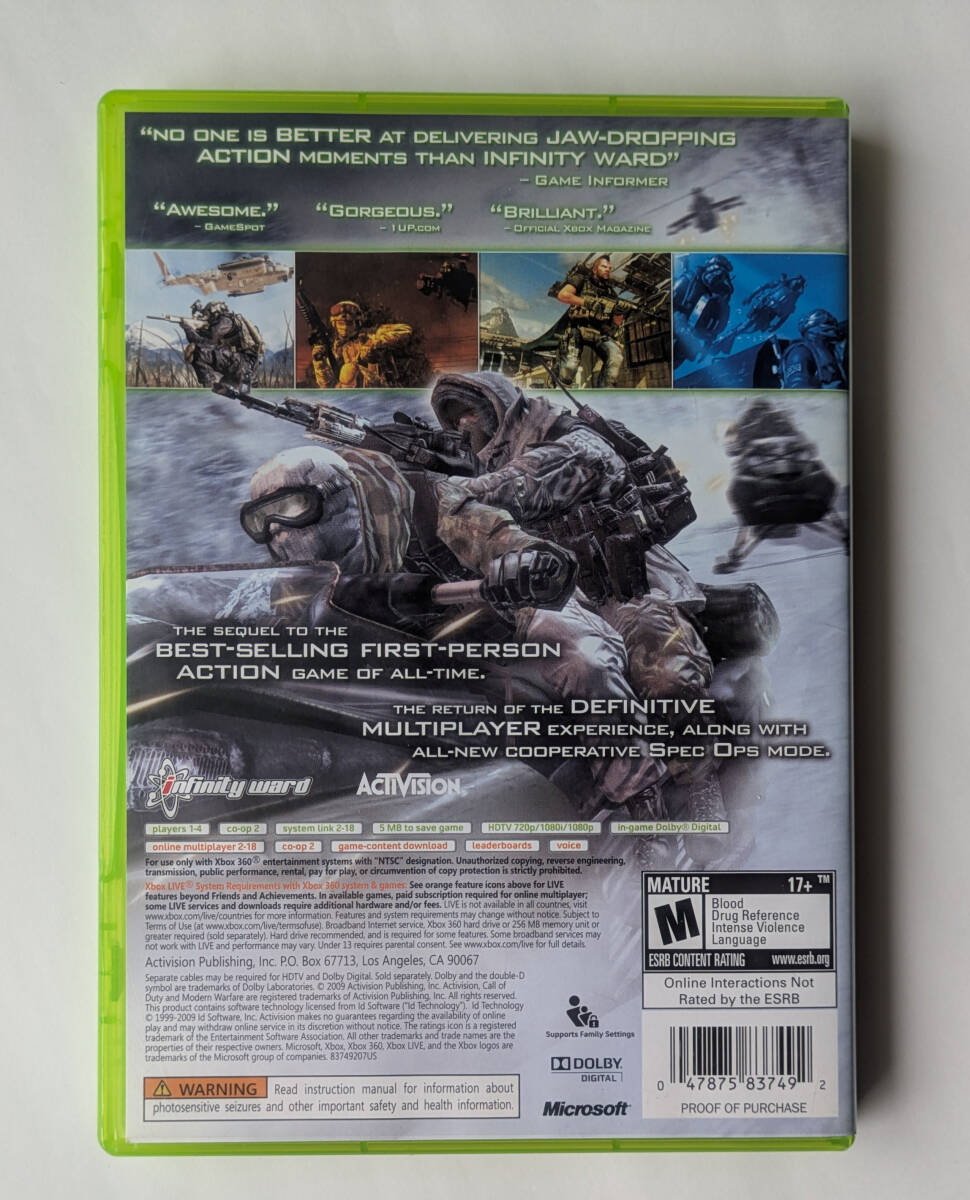 “NO ONE IS BETTER AT DELIVERING JAW-DROPPING
ACTION MOMENTS THAN INFINITY WARD”
– GAME INFORMER
“AWESOME.”
– GAMESPOT
“GORGEOUS.”
– 1UP.COM
“BRILLIANT.”
– OFFICIAL XBOX MAGAZINE
THE SEQUEL TO THE
BEST-SELLING FIRST-PERSON
ACTION GAME OF ALL-TIME.
THE RETURN OF THE DEFINITIVE
MULTIPLAYER EXPERIENCE, ALONG WITH
ALL-NEW COOPERATIVE SPEC OPS MODE.
infinity ward
ACTIVISION
players 1-4 co-op 2 system link 2-18 5 MB to save game HDTV 720p/1080i/1080p in-game Dolby® Digital
online multiplayer 2-18 co-op 2 game-content download leaderboards voice
For use only with Xbox 360® entertainment systems with "NTSC" designation. Unauthorized copying, reverse engineering,
transmission, public performance, rental, pay for play, or circumvention of copy protection is strictly prohibited.
Xbox LIVE® System Requirements with Xbox 360 system & games: See orange feature icons above for LIVE
features beyond Friends and Achievements. In available games, paid subscription required for online multiplayer;
some LIVE services and downloads require additional hardware and/or fees. LIVE is not available in all countries, visit
www.xbox.com/live/countries for more information. Features and system requirements may change without notice. Subject to
Terms of Use (at www.xbox.com/live/termsofuse). Broadband Internet service, Xbox 360 hard drive or 256 MB memory unit or
greater required (sold separately). Hard drive recommended, and is required for some features. Some broadband services may
not work with LIVE and performance may vary. Under 13 requires parental consent. See www.xbox.com/live for full details.
Activision Publishing, Inc. P.O. Box 67713, Los Angeles, CA 90067
Separate cables may be required for HDTV and Dolby Digital. Sold separately. Dolby and the double-D
symbol are trademarks of Dolby Laboratories. © 2009 Activision Publishing, Inc. Activision, Call of
Duty and Modern Warfare are registered trademarks of Activision Publishing, Inc. All rights reserved.
This product contains software technology licensed from Id Software ("Id Technology"). Id Technology
© 1999-2009 Id Software, Inc. Activision makes no guarantees regarding the availability of online
play and may withdraw online service in its discretion without notice. The ratings icon is a registered
trademark of the Entertainment Software Association. All other trademarks and trade names are the
properties of their respective owners. Microsoft, Xbox, Xbox 360, Xbox LIVE, and the Xbox logos are
trademarks of the Microsoft group of companies. 83749207US
WARNING Read instruction manual for information about
photosensitive seizures and other important safety and health information.
Supports Family Settings
DOLBY
DIGITAL
Microsoft
MATURE 17+ ™
M
Blood
Drug Reference
Intense Violence
Language
ESRB CONTENT RATING www.esrb.org
Online Interactions Not
Rated by the ESRB
0 47875 83749 2
PROOF OF PURCHASE